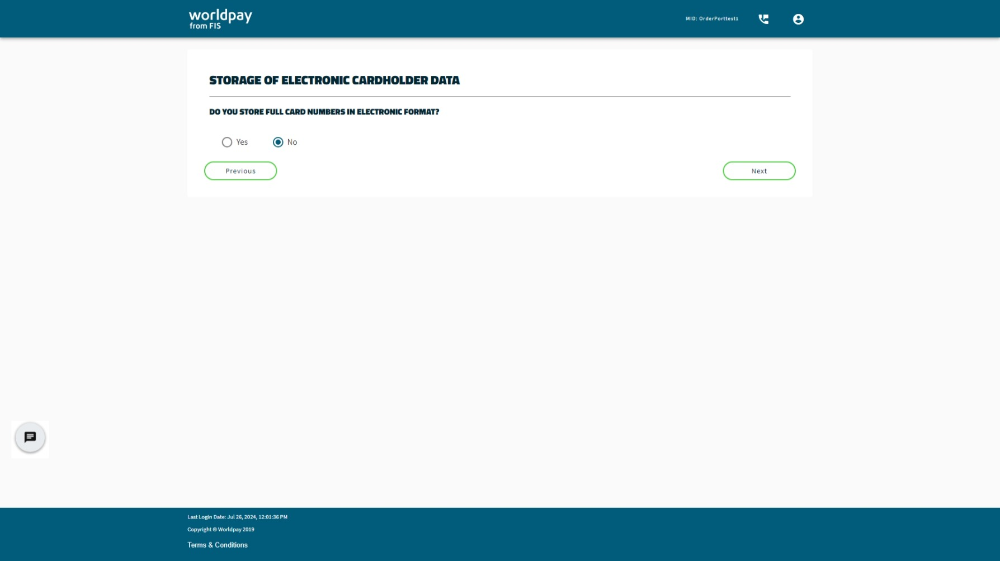 worldpay
from FIS
MID: OrderPorttest1
STORAGE OF ELECTRONIC CARDHOLDER DATA
DO YOU STORE FULL CARD NUMBERS IN ELECTRONIC FORMAT?
Yes No
Previous Next
Last Login Date: Jul 26, 2024, 12:01:36 PM
Copyright © Worldpay 2019
Terms & Conditions